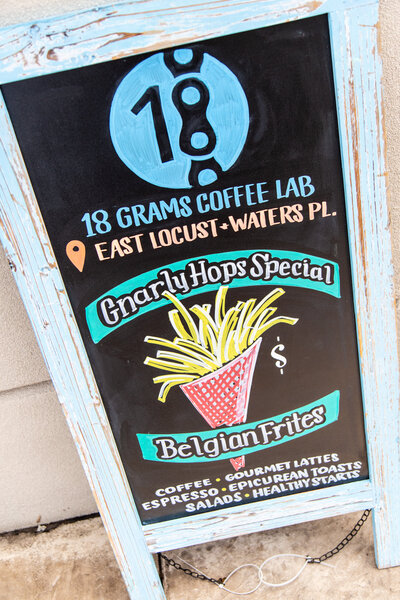 18
18 GRAMS COFFEE LAB
EAST LOCUST + WATERS PL.
Gnarly Hops Special
$
Belgian Frites
COFFEE • GOURMET LATTES
ESPRESSO • EPICUREAN TOASTS
SALADS • HEALTHY STARTS